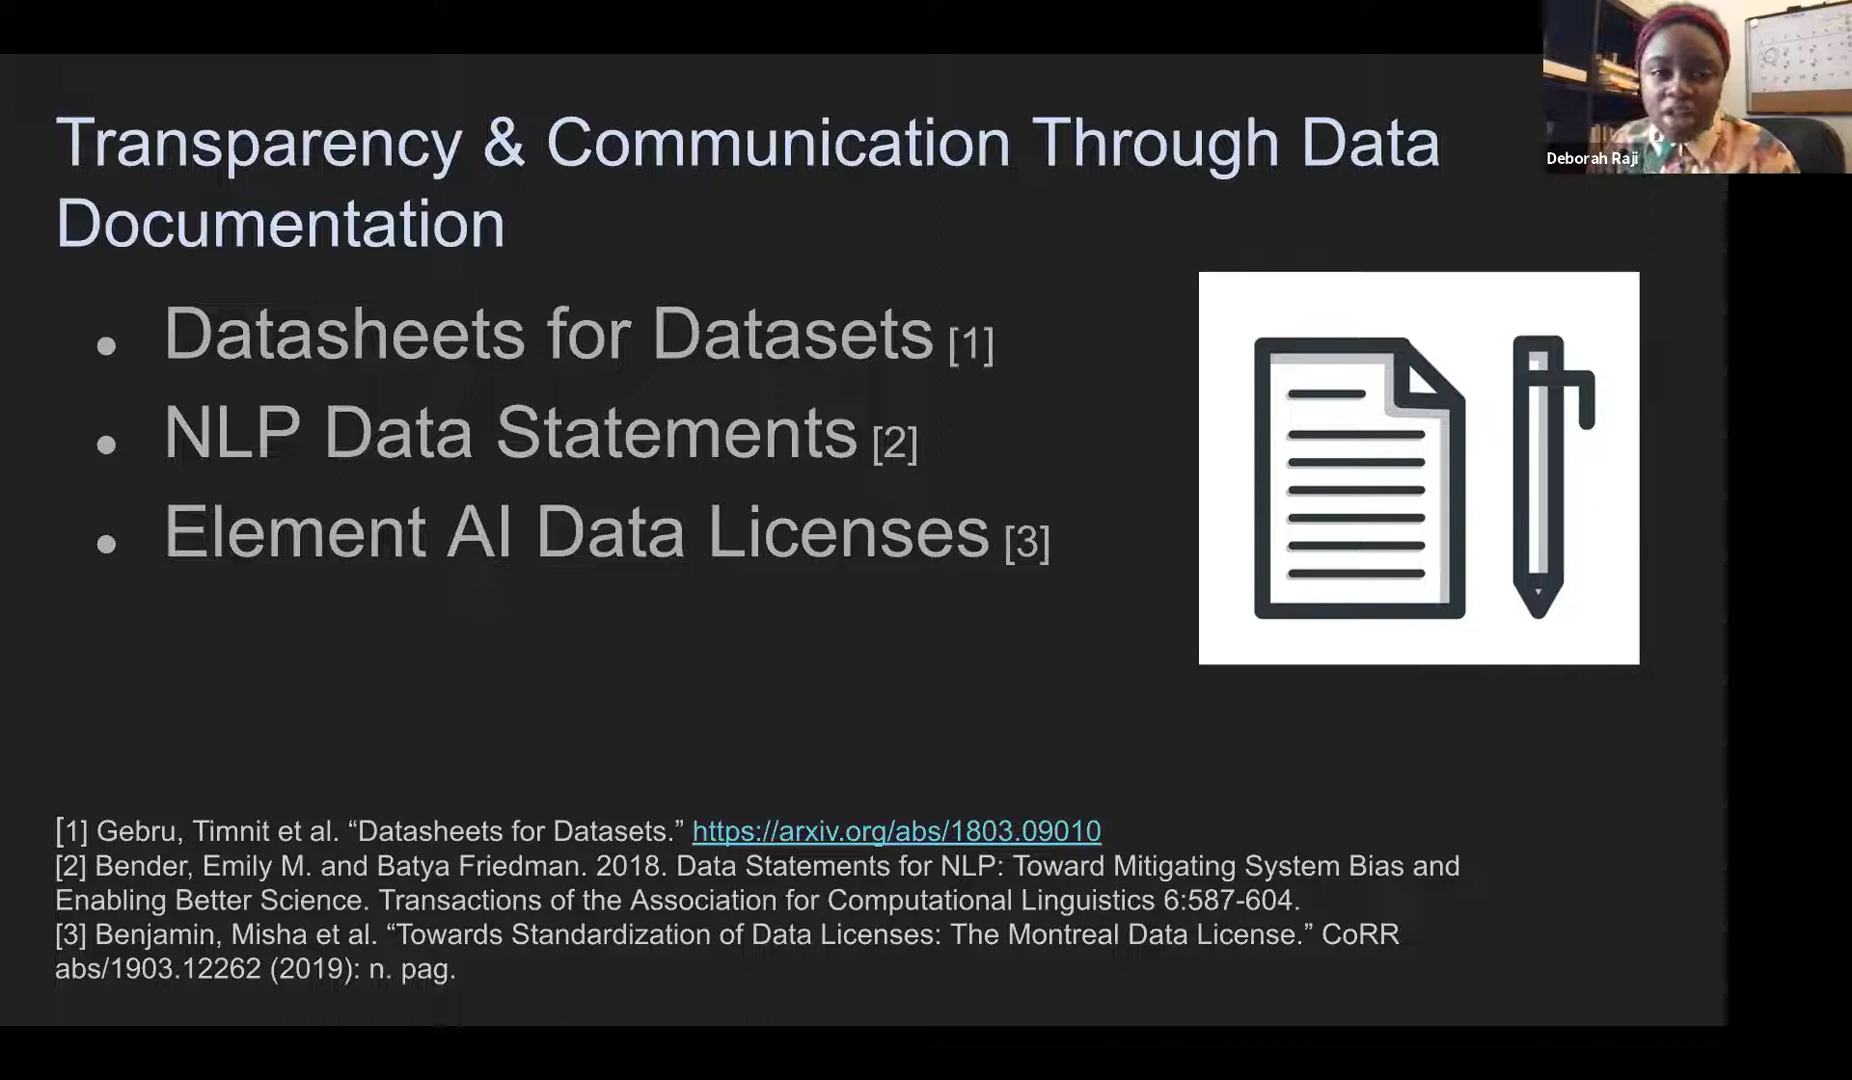 Transparency & Communication Through Data
Documentation
● Datasheets for Datasets [1]
● NLP Data Statements [2]
● Element AI Data Licenses [3]
[1] Gebru, Timnit et al. “Datasheets for Datasets.” https://arxiv.org/abs/1803.09010
[2] Bender, Emily M. and Batya Friedman. 2018. Data Statements for NLP: Toward Mitigating System Bias and
Enabling Better Science. Transactions of the Association for Computational Linguistics 6:587-604.
[3] Benjamin, Misha et al. “Towards Standardization of Data Licenses: The Montreal Data License.” CoRR
abs/1903.12262 (2019): n. pag.
Deborah Raji